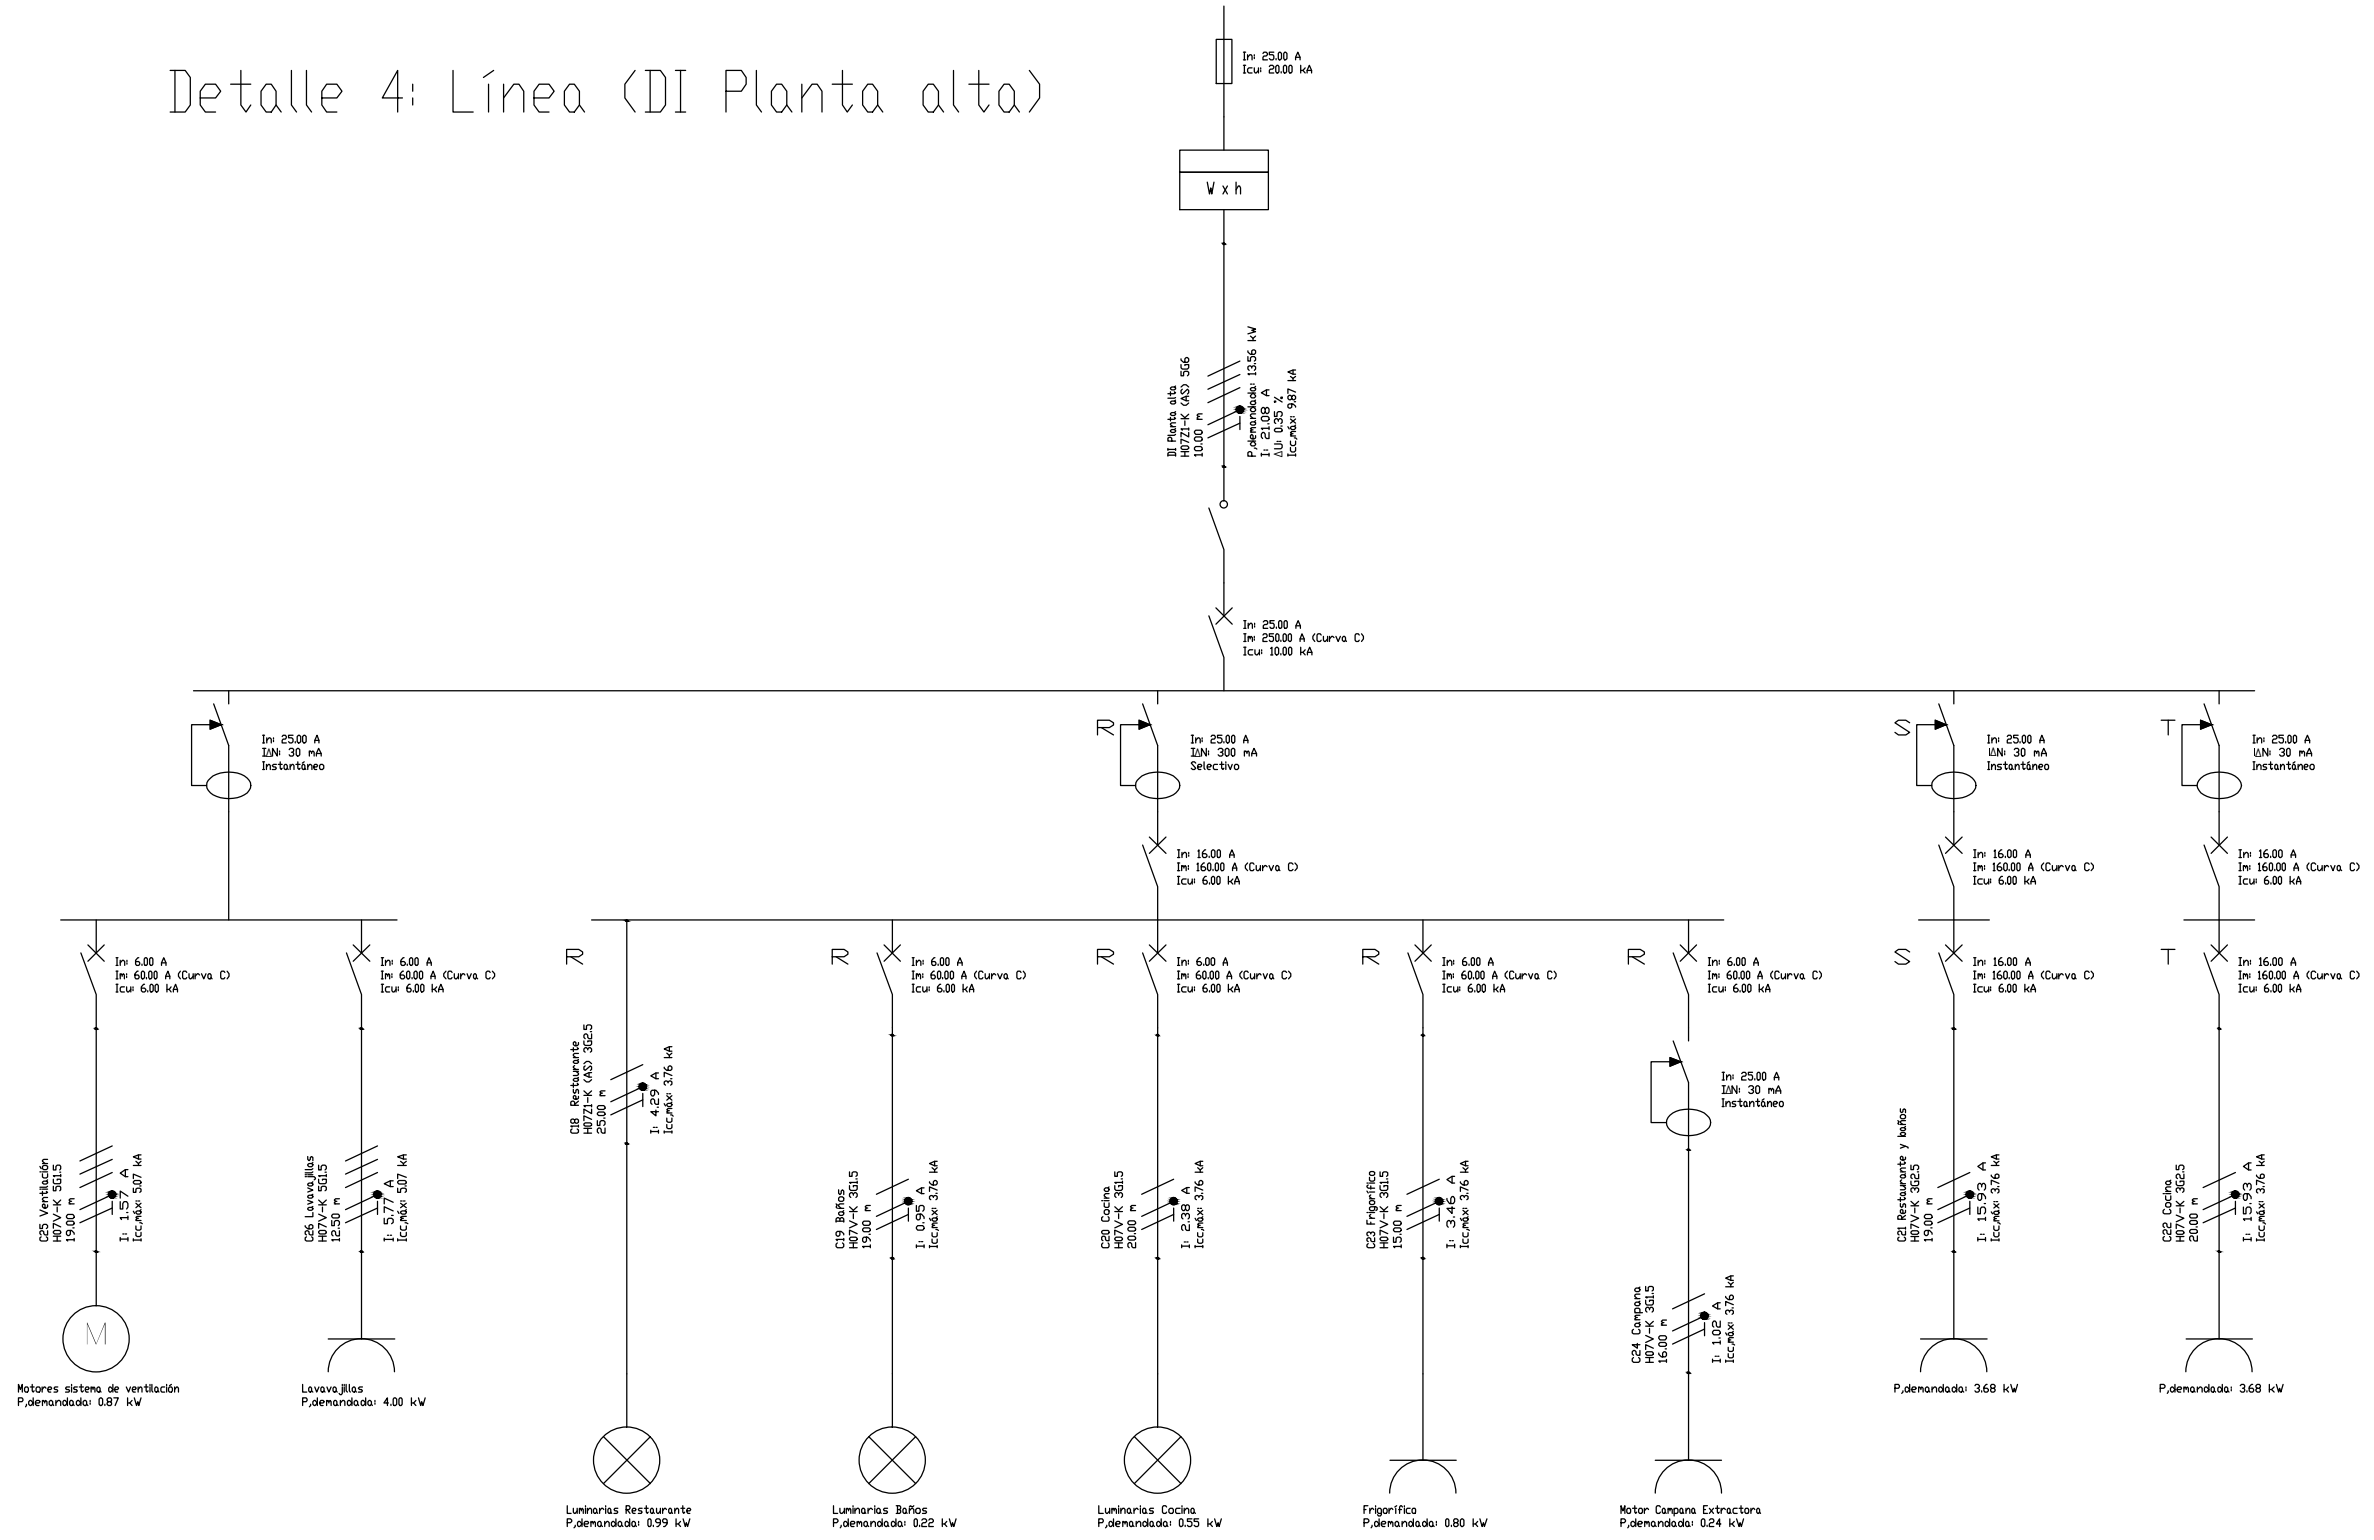 Detalle 4: Línea (DI Planta alta)
In: 25.00 A
Icu: 20.00 kA
W x h
DI Planta alta
H07Z1-K (AS) 5G6
10.00 m
P,demandada: 13.56 kW
I: 21.08 A
ΔU: 0.35 %
Icc,máx: 9.87 kA
In: 25.00 A
Im: 250.00 A (Curva C)
Icu: 10.00 kA
In: 25.00 A
IΔN: 30 mA
Instantáneo
R
In: 25.00 A
IΔN: 300 mA
Selectivo
S
In: 25.00 A
IΔN: 30 mA
Instantáneo
T
In: 25.00 A
IΔN: 30 mA
Instantáneo
In: 16.00 A
Im: 160.00 A (Curva C)
Icu: 6.00 kA
In: 16.00 A
Im: 160.00 A (Curva C)
Icu: 6.00 kA
In: 16.00 A
Im: 160.00 A (Curva C)
Icu: 6.00 kA
In: 6.00 A
Im: 60.00 A (Curva C)
Icu: 6.00 kA
C25 Ventilación
H07V-K 5G1.5
19.00 m
I: 1.57 A
Icc,máx: 5.07 kA
M
Motores sistema de ventilación
P,demandada: 0.87 kW
In: 6.00 A
Im: 60.00 A (Curva C)
Icu: 6.00 kA
C26 Lavavajillas
H07V-K 5G1.5
12.50 m
I: 5.77 A
Icc,máx: 5.07 kA
Lavavajillas
P,demandada: 4.00 kW
R
C18 Restaurante
H07Z1-K (AS) 3G2.5
25.00 m
I: 4.29 A
Icc,máx: 3.76 kA
Luminarias Restaurante
P,demandada: 0.99 kW
R
In: 6.00 A
Im: 60.00 A (Curva C)
Icu: 6.00 kA
C19 Baños
H07V-K 3G1.5
19.00 m
I: 0.95 A
Icc,máx: 3.76 kA
Luminarias Baños
P,demandada: 0.22 kW
R
In: 6.00 A
Im: 60.00 A (Curva C)
Icu: 6.00 kA
C20 Cocina
H07V-K 3G1.5
20.00 m
I: 2.38 A
Icc,máx: 3.76 kA
Luminarias Cocina
P,demandada: 0.55 kW
R
In: 6.00 A
Im: 60.00 A (Curva C)
Icu: 6.00 kA
C23 Frigorífico
H07V-K 3G1.5
15.00 m
I: 3.46 A
Icc,máx: 3.76 kA
Frigorífico
P,demandada: 0.80 kW
R
In: 6.00 A
Im: 60.00 A (Curva C)
Icu: 6.00 kA
In: 25.00 A
IΔN: 30 mA
Instantáneo
C24 Campana
H07V-K 3G1.5
16.00 m
I: 1.02 A
Icc,máx: 3.76 kA
Motor Campana Extractora
P,demandada: 0.24 kW
S
In: 16.00 A
Im: 160.00 A (Curva C)
Icu: 6.00 kA
C21 Restaurante y baños
H07V-K 3G2.5
19.00 m
I: 15.93 A
Icc,máx: 3.76 kA
P,demandada: 3.68 kW
T
In: 16.00 A
Im: 160.00 A (Curva C)
Icu: 6.00 kA
C22 Cocina
H07V-K 3G2.5
20.00 m
I: 15.93 A
Icc,máx: 3.76 kA
P,demandada: 3.68 kW